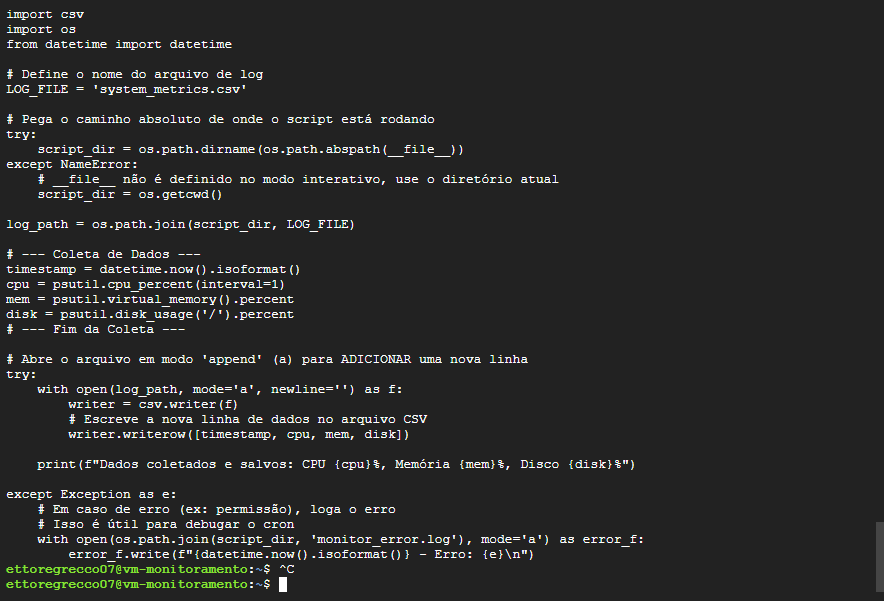 import csv
import os
from datetime import datetime

# Define o nome do arquivo de log
LOG_FILE = 'system_metrics.csv'

# Pega o caminho absoluto de onde o script está rodando
try:
    script_dir = os.path.dirname(os.path.abspath(__file__))
except NameError:
    # __file__ não é definido no modo interativo, use o diretório atual
    script_dir = os.getcwd()

log_path = os.path.join(script_dir, LOG_FILE)

# --- Coleta de Dados ---
timestamp = datetime.now().isoformat()
cpu = psutil.cpu_percent(interval=1)
mem = psutil.virtual_memory().percent
disk = psutil.disk_usage('/').percent
# --- Fim da Coleta ---

# Abre o arquivo em modo 'append' (a) para ADICIONAR uma nova linha
try:
    with open(log_path, mode='a', newline='') as f:
        writer = csv.writer(f)
        # Escreve a nova linha de dados no arquivo CSV
        writer.writerow([timestamp, cpu, mem, disk])

    print(f"Dados coletados e salvos: CPU {cpu}%, Memória {mem}%, Disco {disk}%")

except Exception as e:
    # Em caso de erro (ex: permissão), loga o erro
    # Isso é útil para debugar o cron
    with open(os.path.join(script_dir, 'monitor_error.log'), mode='a') as error_f:
        error_f.write(f"{datetime.now().isoformat()} - Erro: {e}\n")
ettoregrecco07@vm-monitoramento:~$ ^C
ettoregrecco07@vm-monitoramento:~$